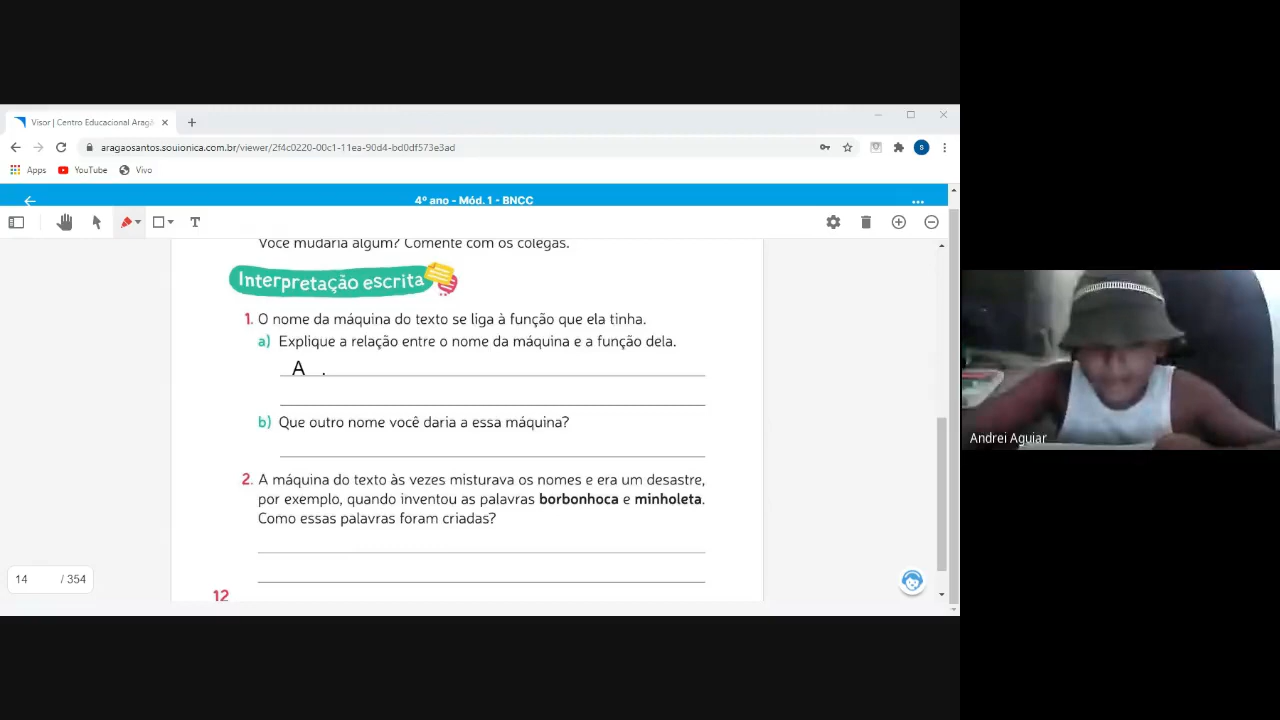 Visor | Centro Educacional Aragã
aragaosantos.souionica.com.br/viewer/2f4c0220-00c1-11ea-90d4-bd0df573e3ad
S
Apps YouTube Vivo
4º ano - Mód. 1 - BNCC
T
Você mudaria algum? Comente com os colegas.
Interpretação escrita
1. O nome da máquina do texto se liga à função que ela tinha.
a) Explique a relação entre o nome da máquina e a função dela.
A .
b) Que outro nome você daria a essa máquina?
2. A máquina do texto às vezes misturava os nomes e era um desastre,
por exemplo, quando inventou as palavras borbonhoca e minholeta.
Como essas palavras foram criadas?
14 / 354
12
Andrei Aguiar